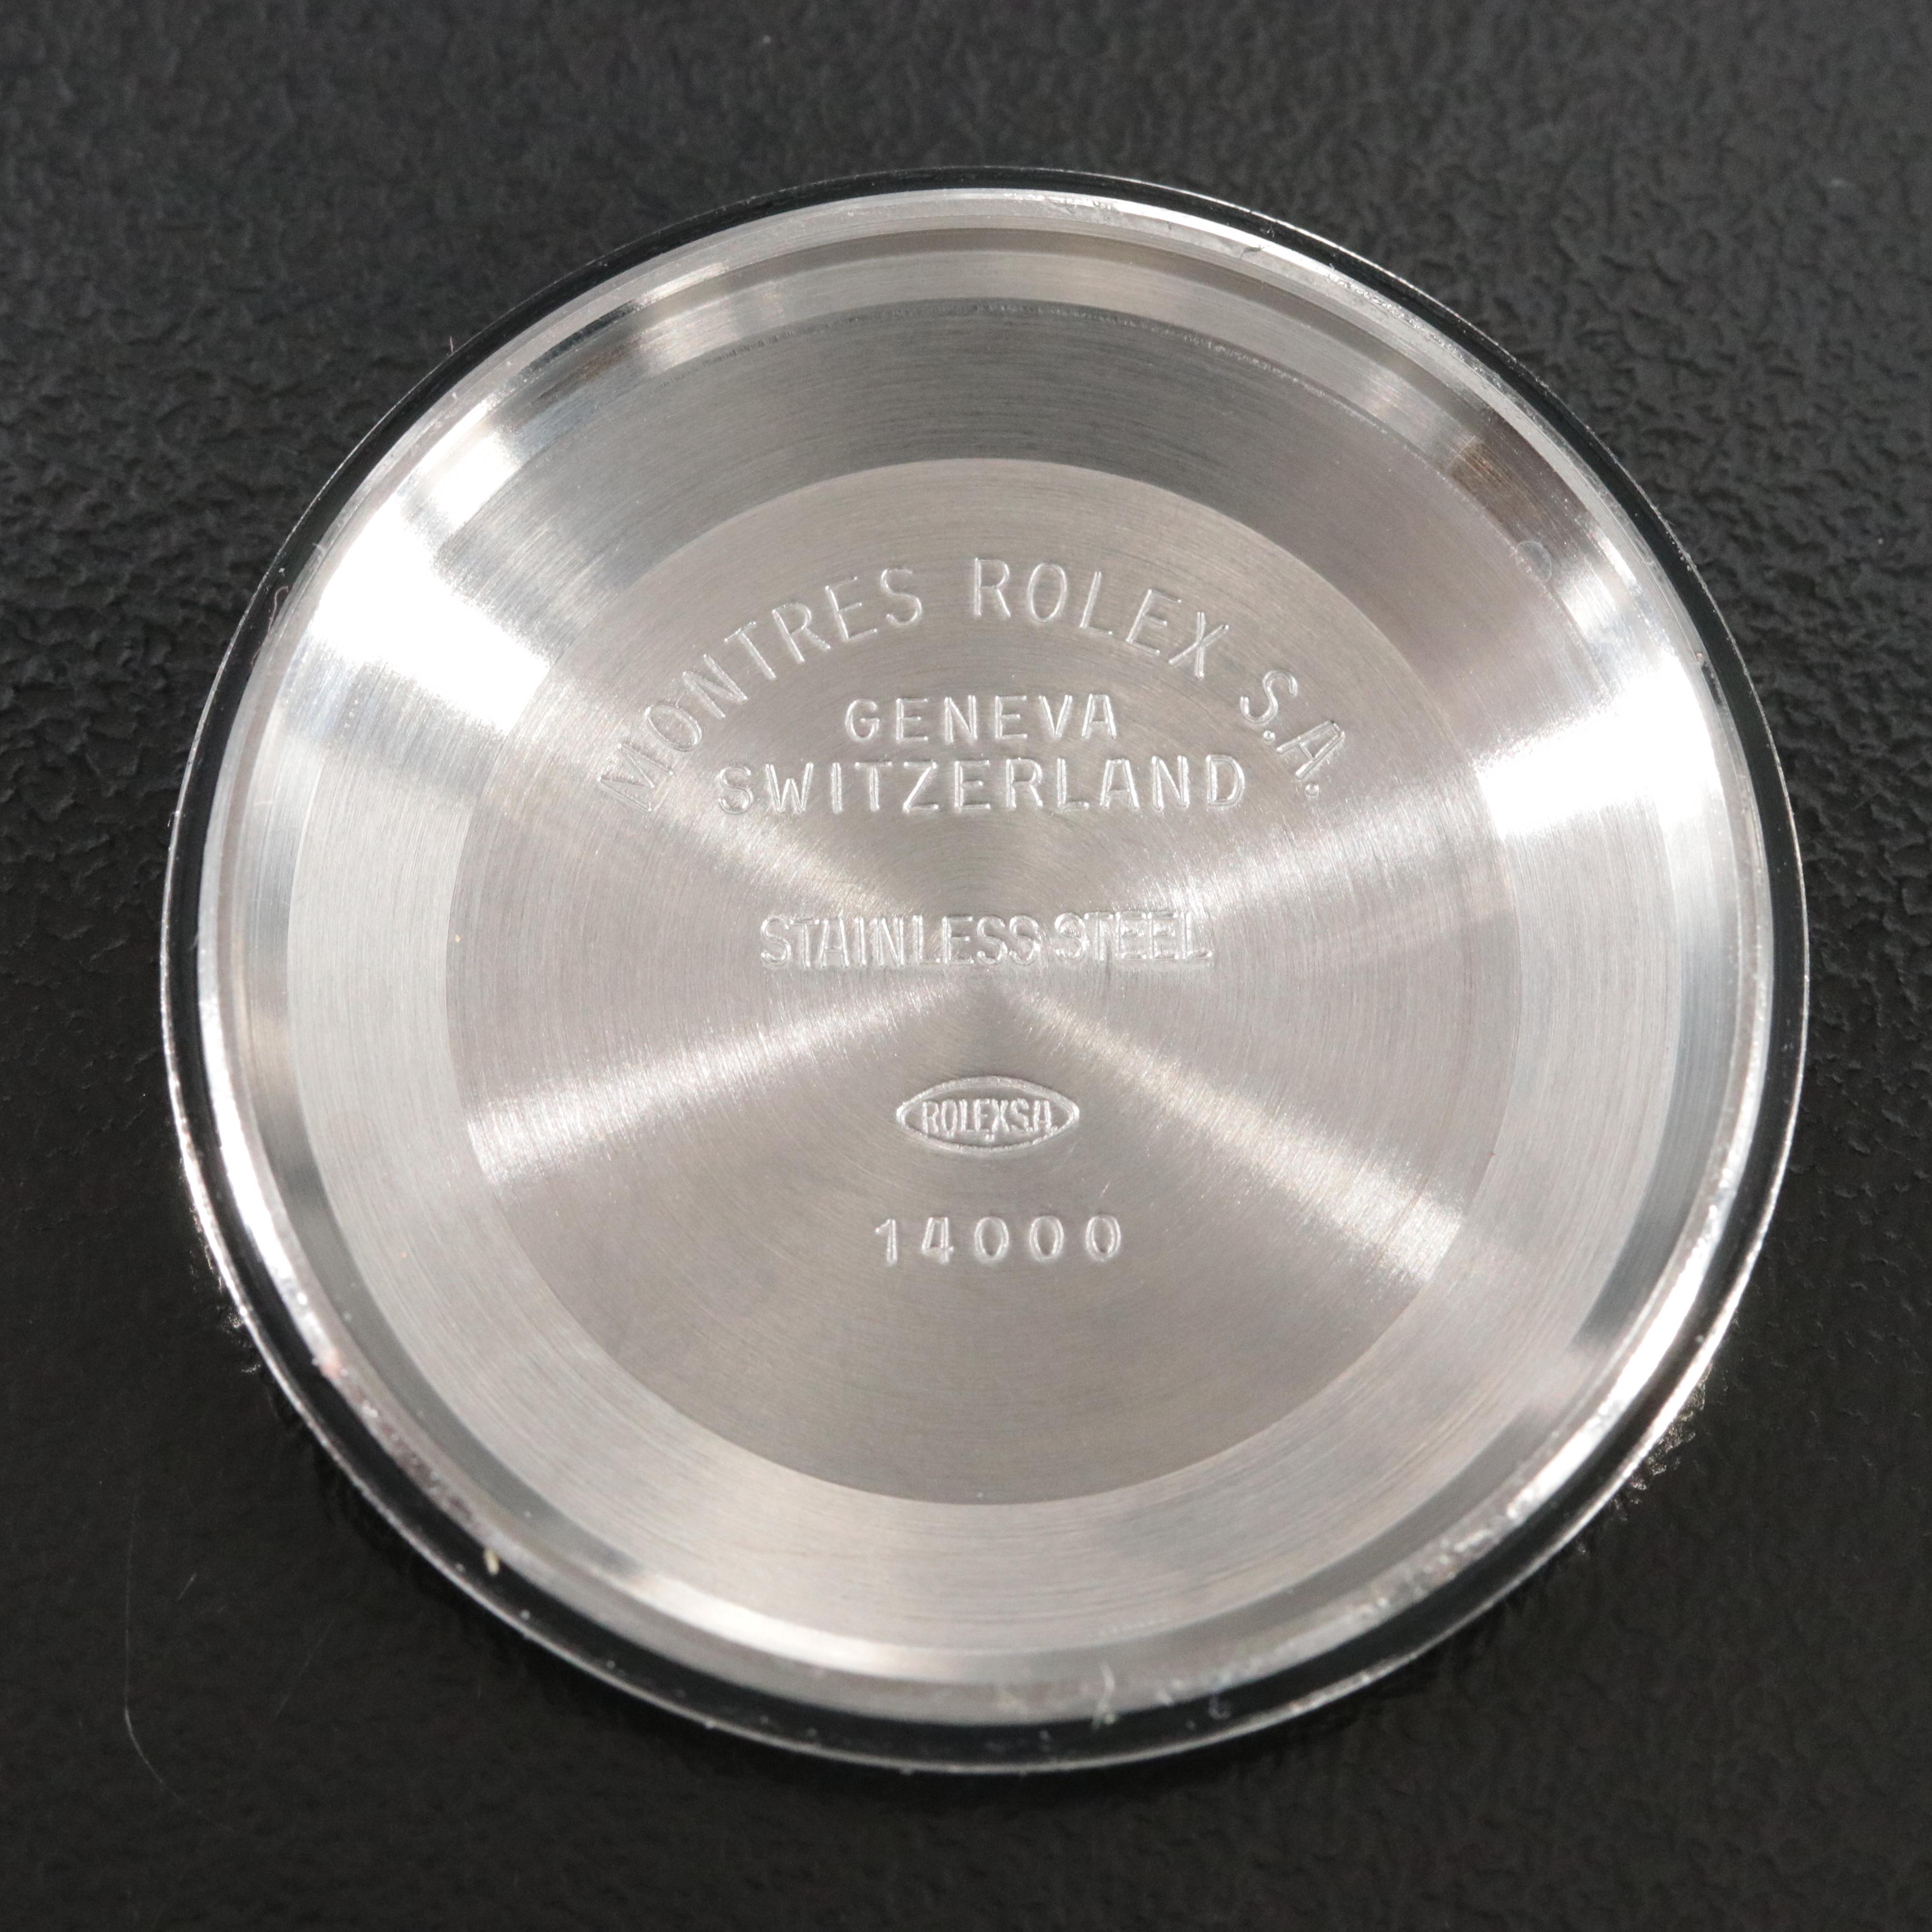 MONTRES ROLEX S.A.
GENEVA
SWITZERLAND
STAINLESS STEEL
ROLEX S.A.
14000